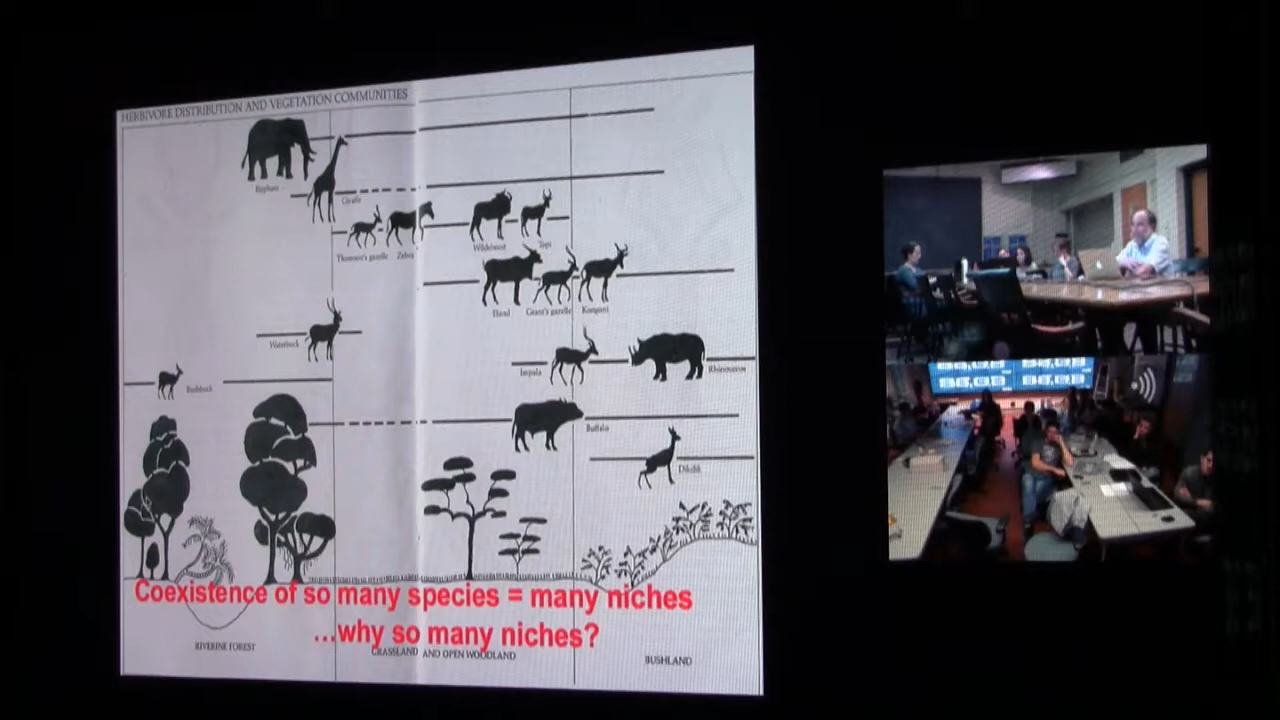 HERBIVORE DISTRIBUTION AND VEGETATION COMMUNITIES
Elephant
Giraffe
Thomson's gazelle
Zebra
Wildebeest
Topi
Eland
Grant's gazelle
Kongoni
Waterbuck
Impala
Rhinoceros
Bushbuck
Buffalo
Dikdik
Coexistence of so many species = many niches
...why so many niches?
RIVERINE FOREST
GRASSLAND AND OPEN WOODLAND
BUSHLAND